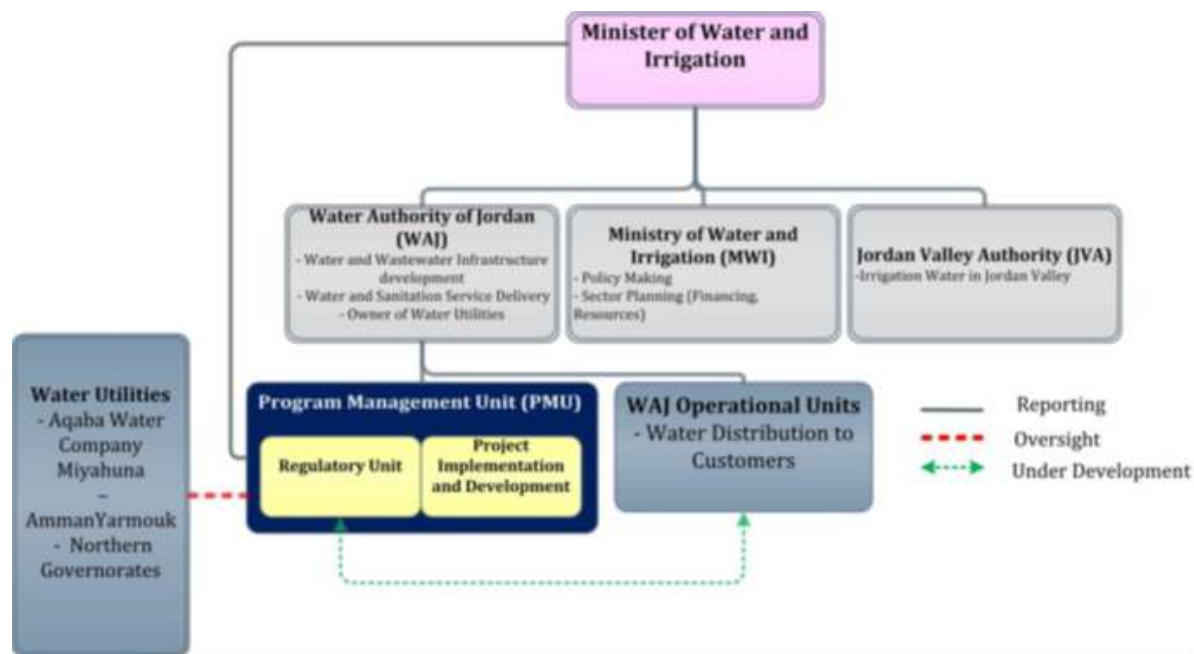 Minister of Water and
Irrigation
Water Authority of Jordan
(WAJ)
- Water and Wastewater Infrastructure
development
- Water and Sanitation Service Delivery
- Owner of Water Utilities
Ministry of Water and
Irrigation (MWI)
- Policy Making
- Sector Planning (Financing,
Resources)
Jordan Valley Authority (JVA)
-Irrigation Water in Jordan Valley
Water Utilities
- Aqaba Water
Company
Miyahuna
–
AmmanYarmouk
- Northern
Governorates
Program Management Unit (PMU)
Regulatory Unit
Project
Implementation
and Development
WAJ Operational Units
- Water Distribution to
Customers
Reporting
Oversight
Under Development